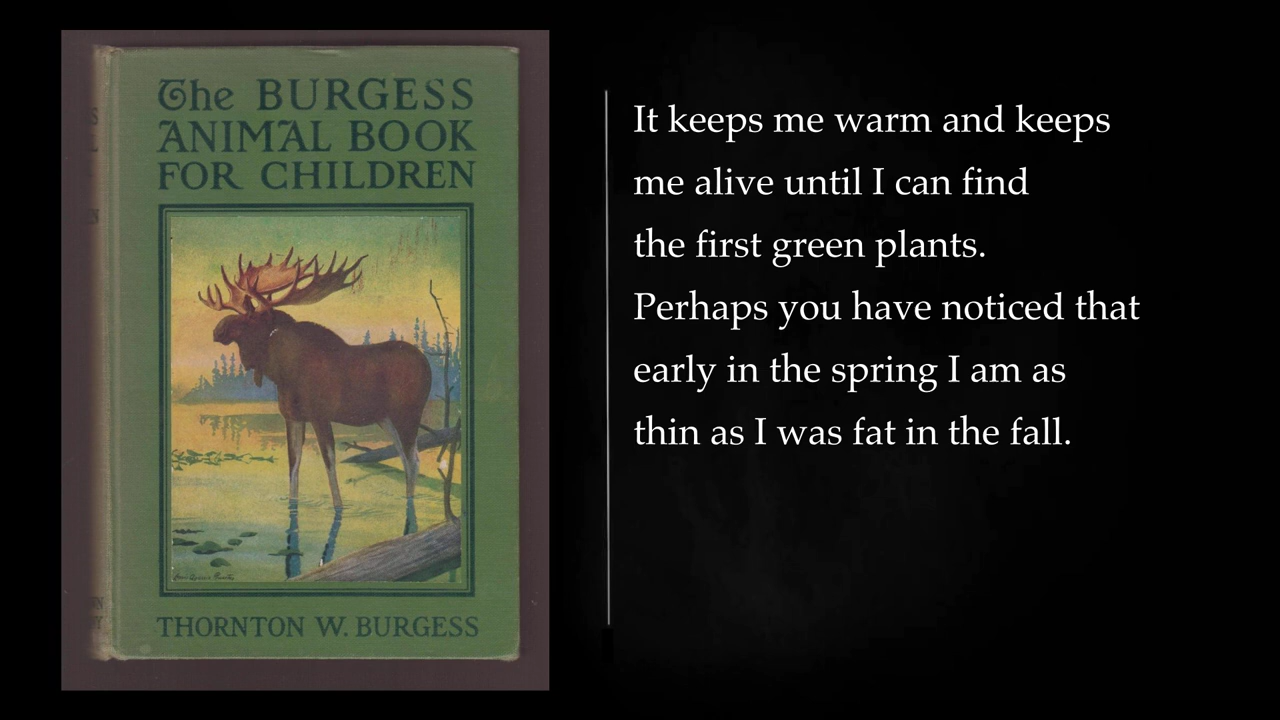 The BURGESS
ANIMAL BOOK
FOR CHILDREN
THORNTON W. BURGESS
It keeps me warm and keeps
me alive until I can find
the first green plants.
Perhaps you have noticed that
early in the spring I am as
thin as I was fat in the fall.